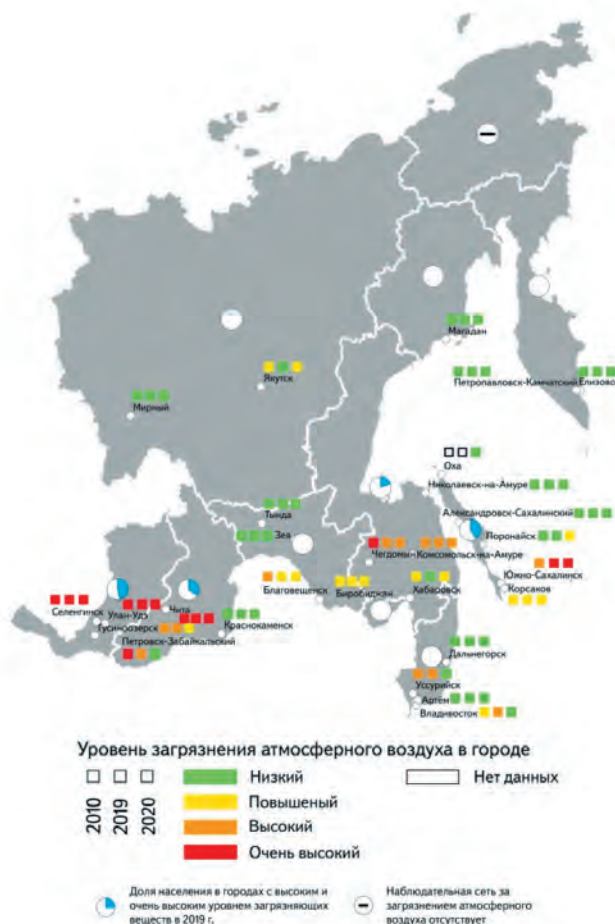 Магадан
Якутск
Петропавловск-Камчатский
Елизово
Мирный
Оха
Николаевск-на-Амуре
Тында
Александровск-Сахалинский
Зея
Поронайск
Чегдомын
Комсомольск-на-Амуре
Южно-Сахалинск
Благовещенск
Биробиджан
Хабаровск
Корсаков
Селенгинск
Улан-Удэ
Чита
Гусиноозерск
Краснокаменск
Петровск-Забайкальский
Дальнегорск
Уссурийск
Артём
Владивосток
Уровень загрязнения атмосферного воздуха в городе
2010
2019
2020
Низкий
Нет данных
Повышеный
Высокий
Очень высокий
Доля населения в городах с высоким и
очень высоким уровнем загрязняющих
веществ в 2019 г.
Наблюдательная сеть за
загрязнением атмосферного
воздуха отсутствует